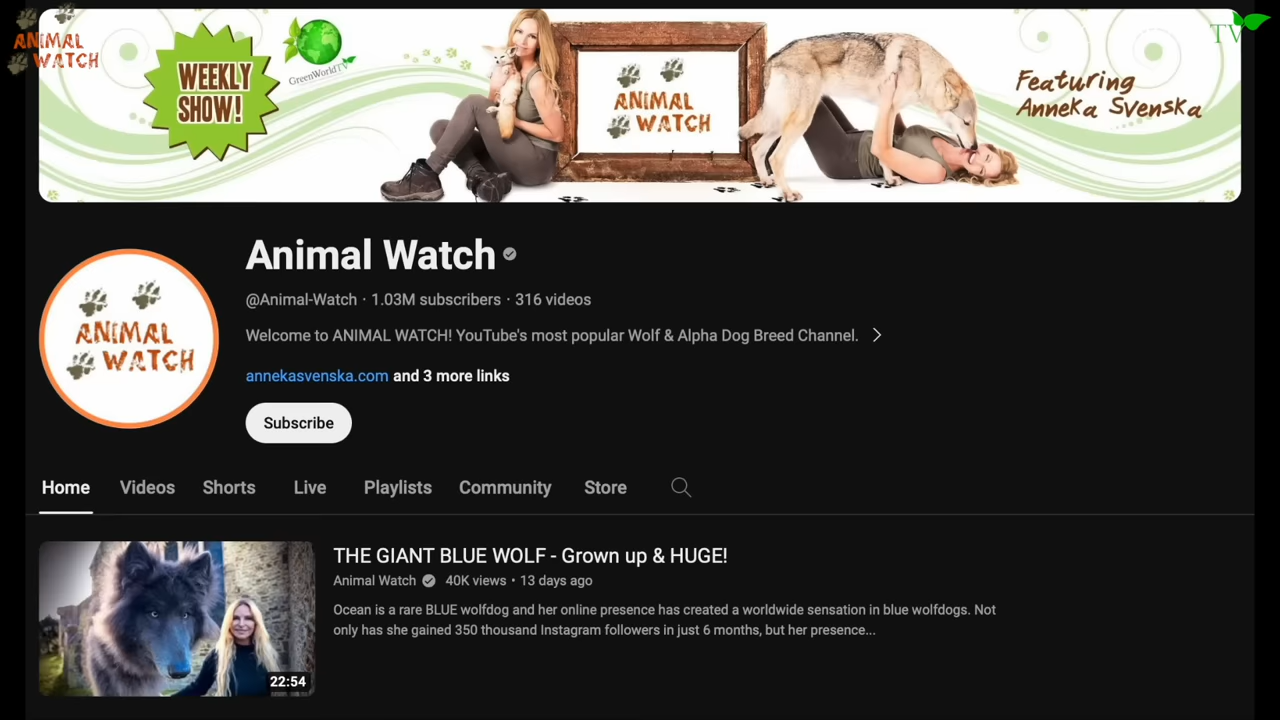 ANIMAL
WATCH
WEEKLY
SHOW!
GreenWorldTV
ANIMAL
WATCH
Featuring
Anneka Svenska
TV
Animal Watch
@Animal-Watch · 1.03M subscribers · 316 videos
Welcome to ANIMAL WATCH! YouTube's most popular Wolf & Alpha Dog Breed Channel.
annekasvenska.com and 3 more links
Subscribe
ANIMAL
WATCH
Home Videos Shorts Live Playlists Community Store
THE GIANT BLUE WOLF - Grown up & HUGE!
Animal Watch 40K views · 13 days ago
Ocean is a rare BLUE wolfdog and her online presence has created a worldwide sensation in blue wolfdogs. Not
only has she gained 350 thousand Instagram followers in just 6 months, but her presence...
22:54